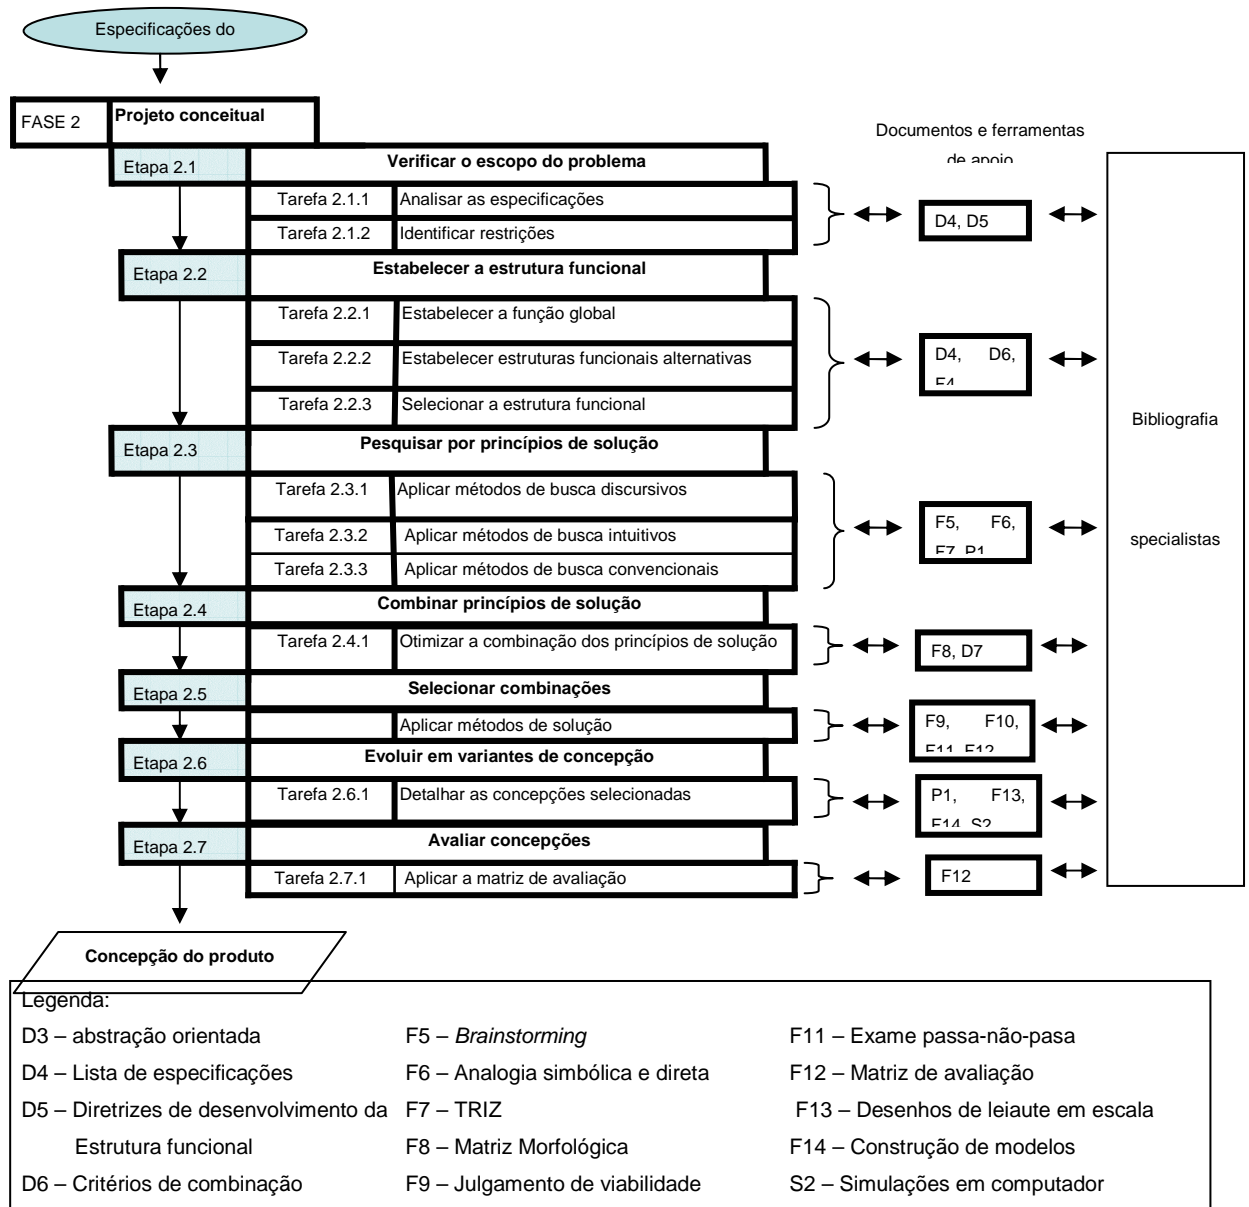 Especificações do
FASE 2 Projeto conceitual
Documentos e ferramentas
de apoio
Etapa 2.1 Verificar o escopo do problema
Tarefa 2.1.1 Analisar as especificações
D4, D5
Tarefa 2.1.2 Identificar restrições
Etapa 2.2 Estabelecer a estrutura funcional
Tarefa 2.2.1 Estabelecer a função global
Tarefa 2.2.2 Estabelecer estruturas funcionais alternativas
D4, D6,
F4
Tarefa 2.2.3 Selecionar a estrutura funcional
Bibliografia
Etapa 2.3 Pesquisar por princípios de solução
Tarefa 2.3.1 Aplicar métodos de busca discursivos
F5, F6,
F7, P1
Tarefa 2.3.2 Aplicar métodos de busca intuitivos
specialistas
Tarefa 2.3.3 Aplicar métodos de busca convencionais
Etapa 2.4 Combinar princípios de solução
Tarefa 2.4.1 Otimizar a combinação dos princípios de solução
F8, D7
Etapa 2.5 Selecionar combinações
Aplicar métodos de solução
F9, F10,
F11, F12
Etapa 2.6 Evoluir em variantes de concepção
Tarefa 2.6.1 Detalhar as concepções selecionadas
P1, F13,
F14, S2
Etapa 2.7 Avaliar concepções
Tarefa 2.7.1 Aplicar a matriz de avaliação
F12
Concepção do produto
Legenda:
D3 – abstração orientada
D4 – Lista de especificações
D5 – Diretrizes de desenvolvimento da
Estrutura funcional
D6 – Critérios de combinação
F5 – Brainstorming
F6 – Analogia simbólica e direta
F7 – TRIZ
F8 – Matriz Morfológica
F9 – Julgamento de viabilidade
F11 – Exame passa-não-pasa
F12 – Matriz de avaliação
F13 – Desenhos de leiaute em escala
F14 – Construção de modelos
S2 – Simulações em computador